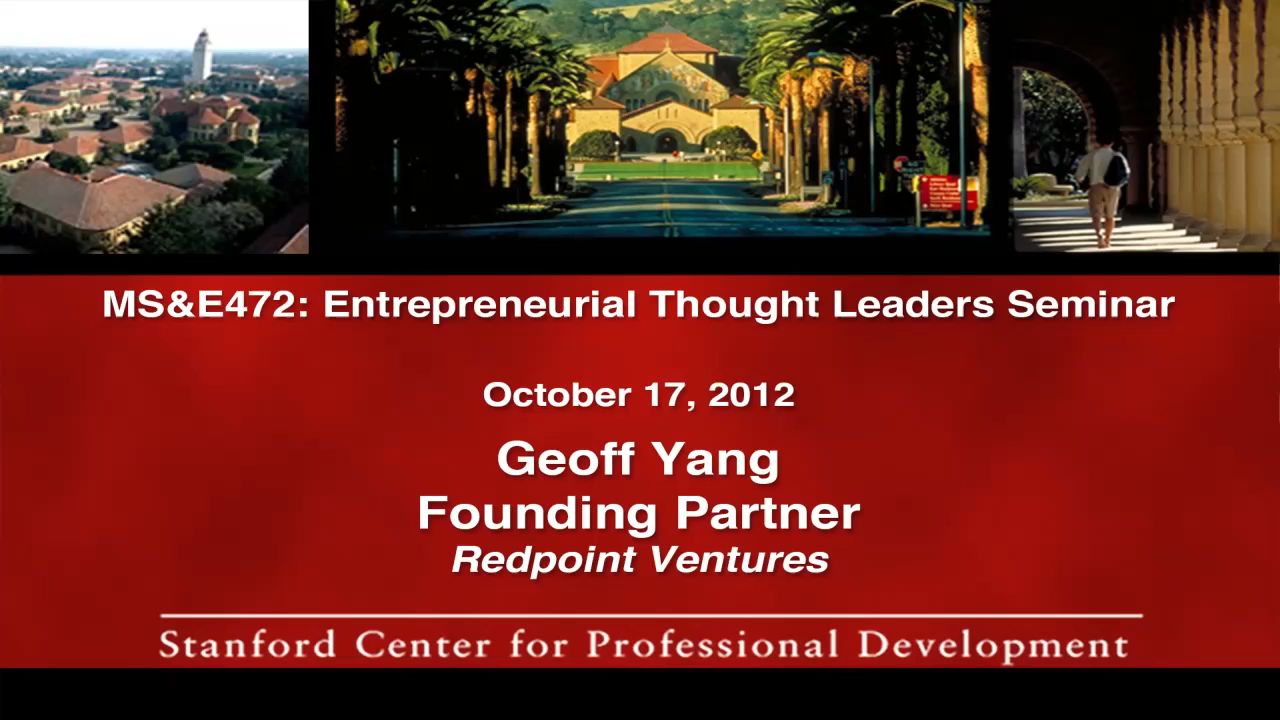 MS&E472: Entrepreneurial Thought Leaders Seminar
October 17, 2012
Geoff Yang
Founding Partner
Redpoint Ventures
Stanford Center for Professional Development